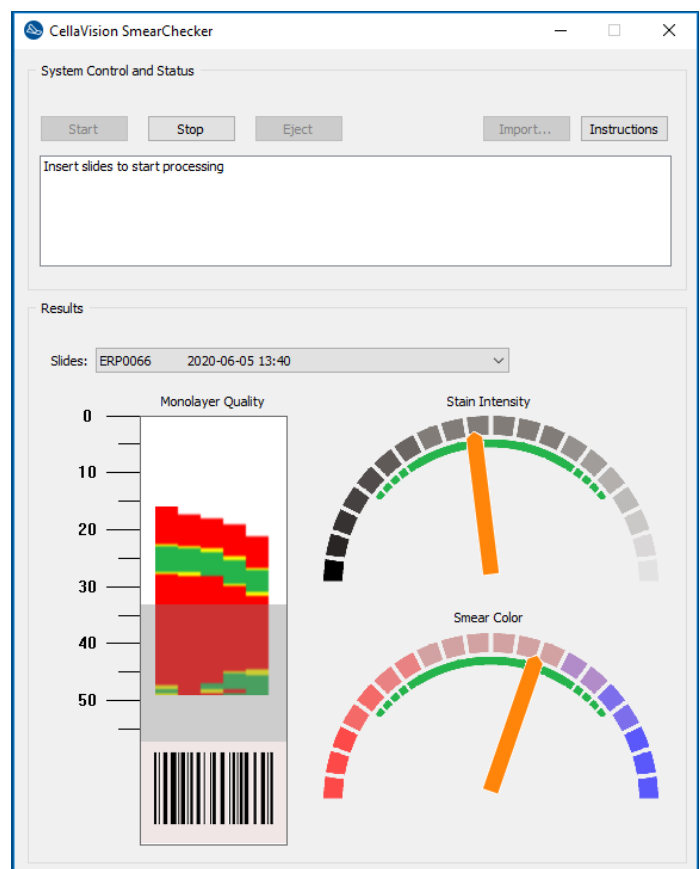 CellaVision SmearChecker
System Control and Status
Start Stop Eject Import... Instructions
Insert slides to start processing
Results
Slides: ERP0066 2020-06-05 13:40
Monolayer Quality
0
10
20
30
40
50
Stain Intensity
Smear Color